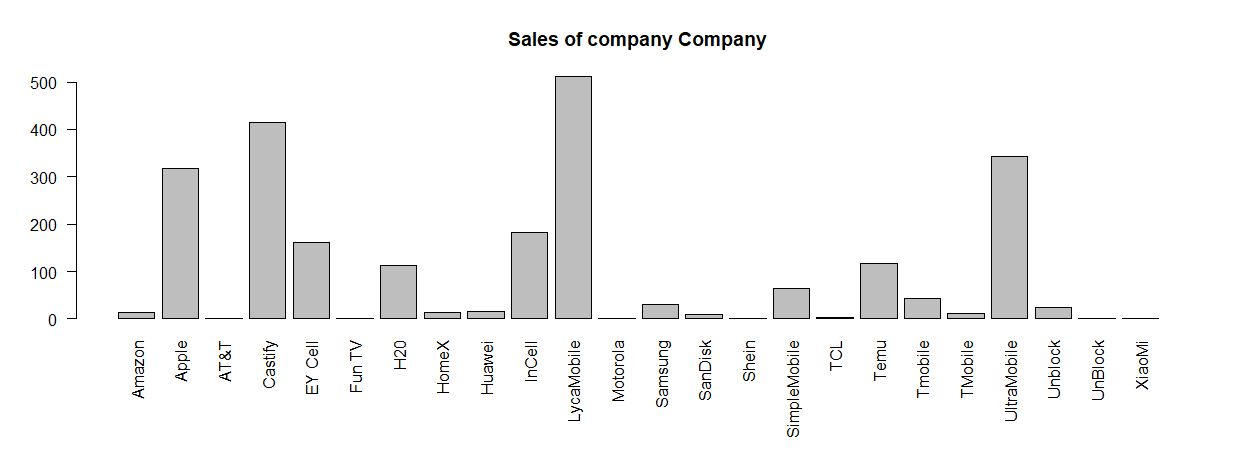 Sales of company Company
500
400
300
200
100
0
Amazon
Apple
AT&T
Castify
EY Cell
Fun TV
H20
HomeX
Huawei
InCell
LycaMobile
Motorola
Samsung
SanDisk
Shein
SimpleMobile
TCL
Temu
Tmobile
TMobile
UltraMobile
Unblock
UnBlock
XiaoMi